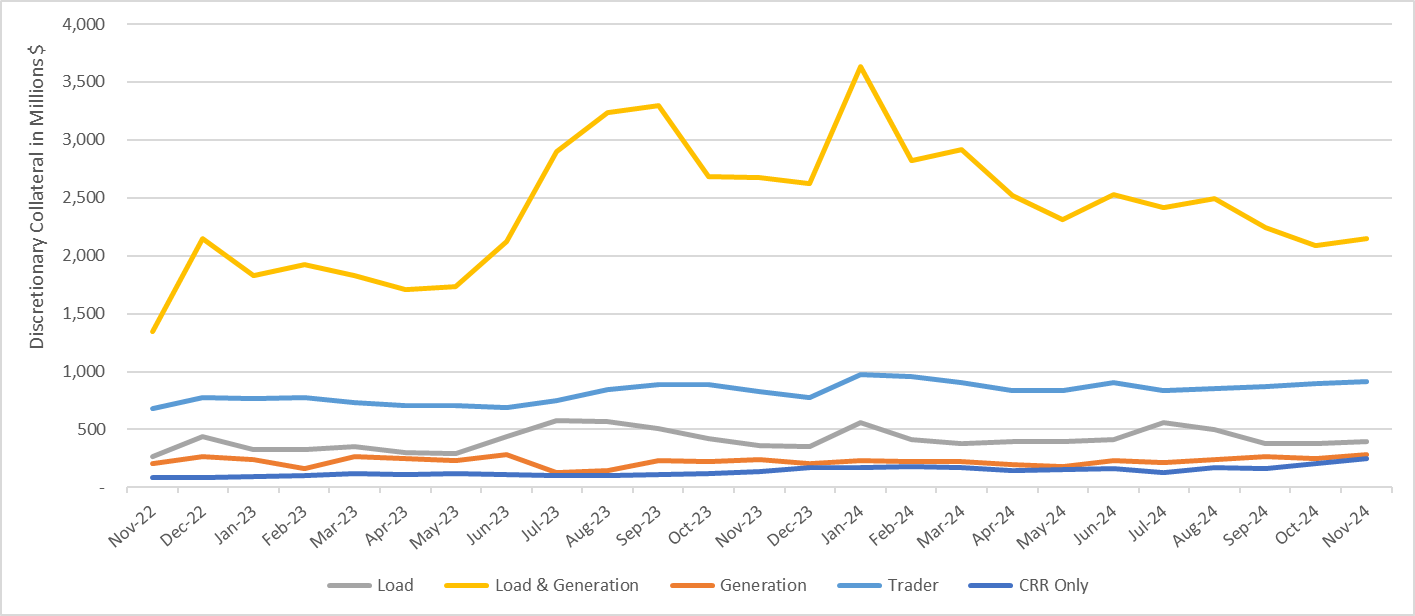 Discretionary Collateral in Millions $
4,000
3,500
3,000
2,500
2,000
1,500
1,000
500
-
Nov-22
Dec-22
Jan-23
Feb-23
Mar-23
Apr-23
May-23
Jun-23
Jul-23
Aug-23
Sep-23
Oct-23
Nov-23
Dec-23
Jan-24
Feb-24
Mar-24
Apr-24
May-24
Jun-24
Jul-24
Aug-24
Sep-24
Oct-24
Nov-24
Load Load & Generation Generation Trader CRR Only